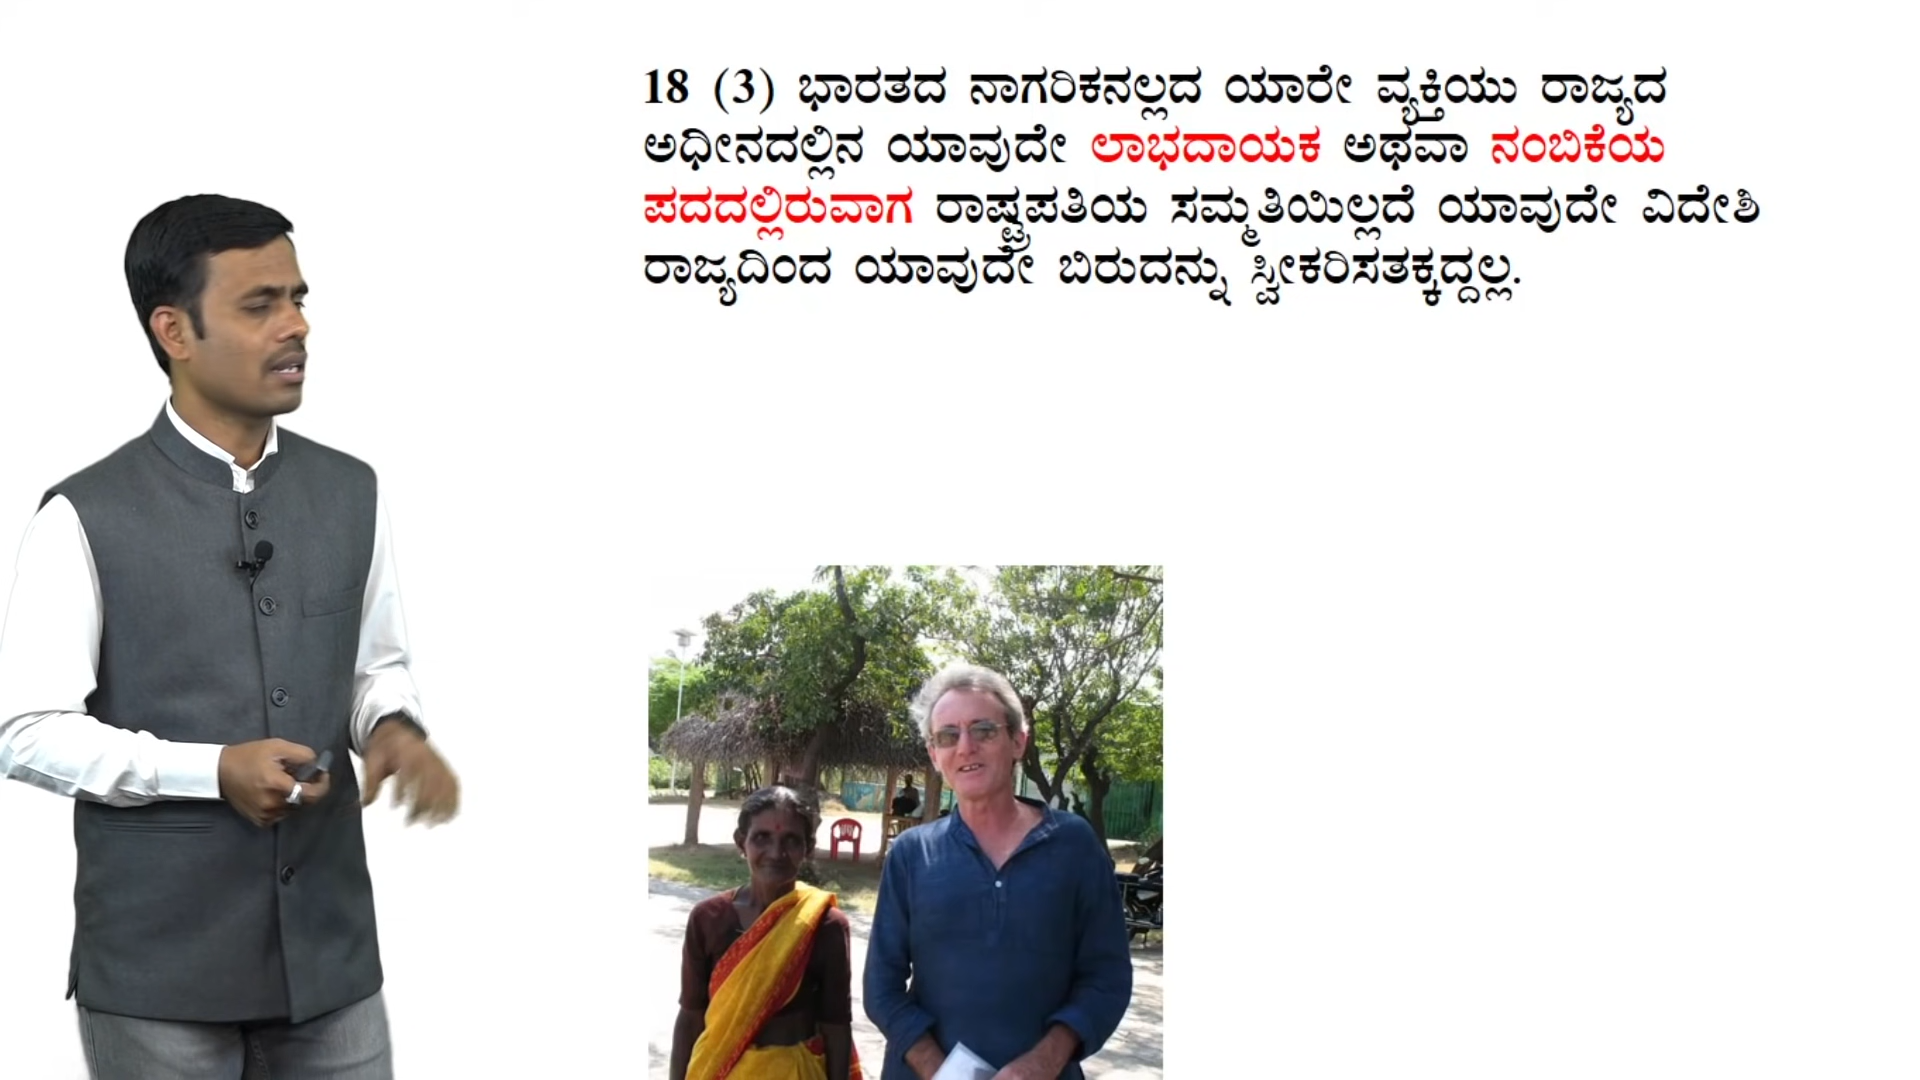 18 (3) ಭಾರತದ ನಾಗರಿಕನಲ್ಲದ ಯಾರೇ ವ್ಯಕ್ತಿಯು ರಾಜ್ಯದ
ಅಧೀನದಲ್ಲಿನ ಯಾವುದೇ ಲಾಭದಾಯಕ ಅಥವಾ ನಂಬಿಕೆಯ
ಪದದಲ್ಲಿರುವಾಗ ರಾಷ್ಟ್ರಪತಿಯ ಸಮ್ಮತಿಯಿಲ್ಲದೆ ಯಾವುದೇ ವಿದೇಶಿ
ರಾಜ್ಯದಿಂದ ಯಾವುದೇ ಬಿರುದನ್ನು ಸ್ವೀಕರಿಸತಕ್ಕದ್ದಲ್ಲ.